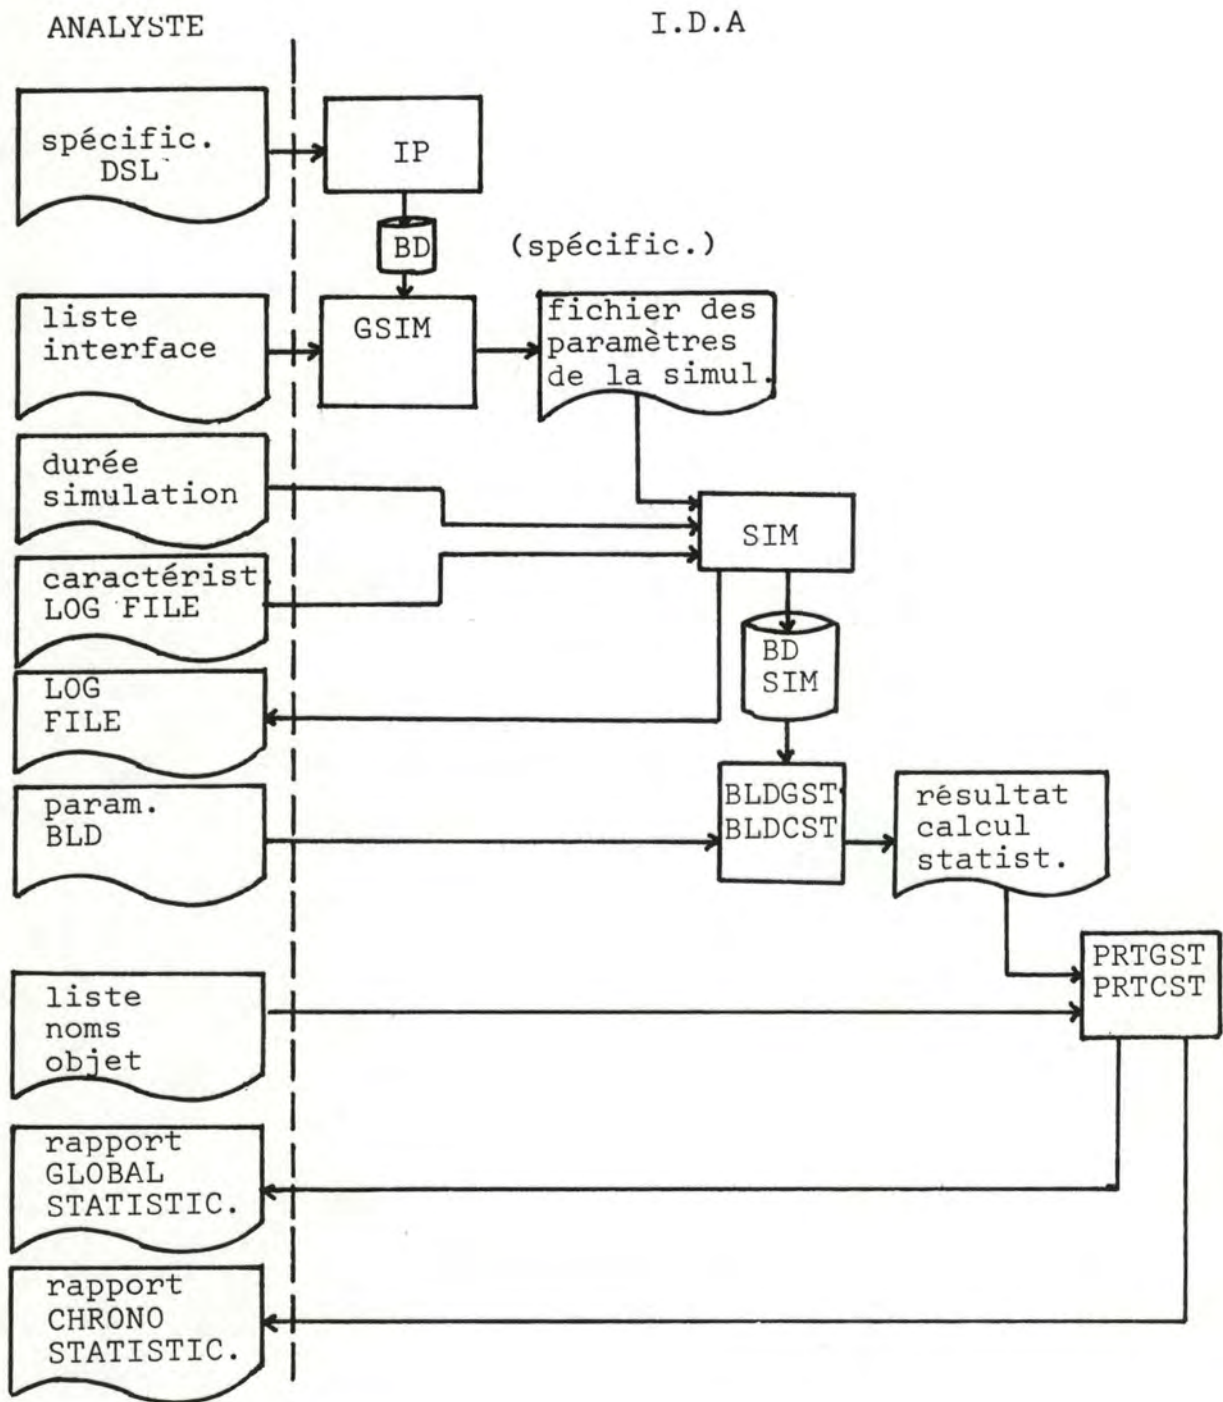 ANALYSTE
I.D.A
spécific.
DSL
IP
BD
(spécific.)
liste
interface
GSIM
fichier des
paramètres
de la simul.
durée
simulation
SIM
caractérist
LOG FILE
BD
SIM
LOG
FILE
param.
BLD
BLDGST
BLDCST
résultat
calcul
statist.
PRTGST
PRTCST
liste
noms
objet
rapport
GLOBAL
STATISTIC.
rapport
CHRONO
STATISTIC.